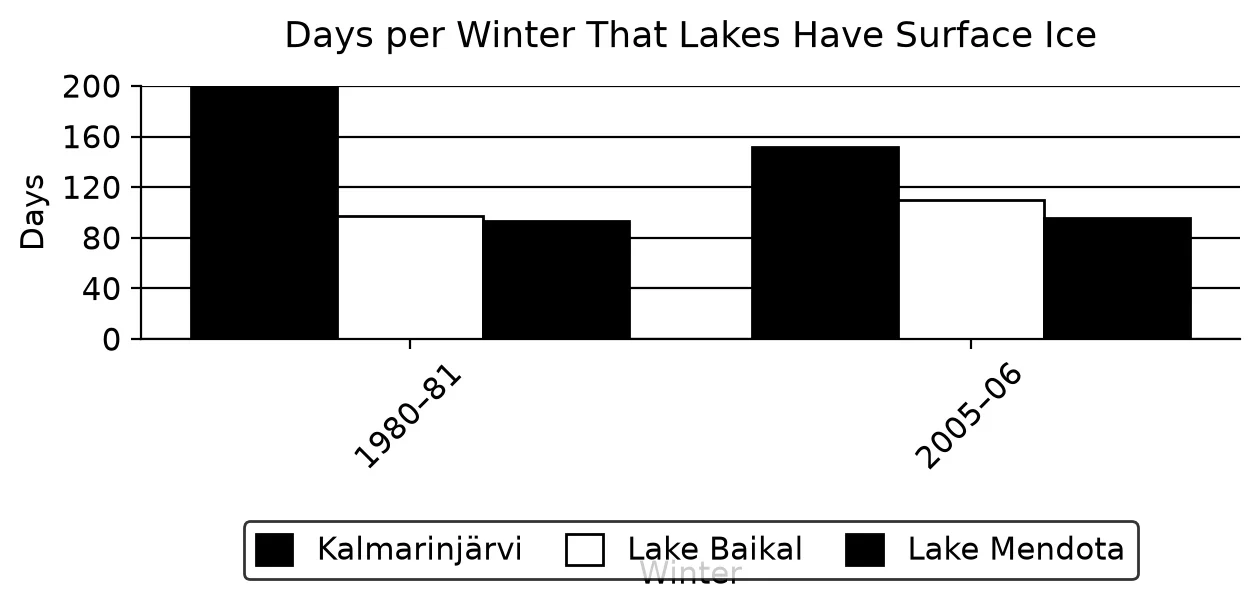 Days per Winter That Lakes Have Surface Ice
200
160
120
80
40
0
Days
1980–81
2005–06
Kalmarinjärvi
Lake Baikal
Lake Mendota
Winter